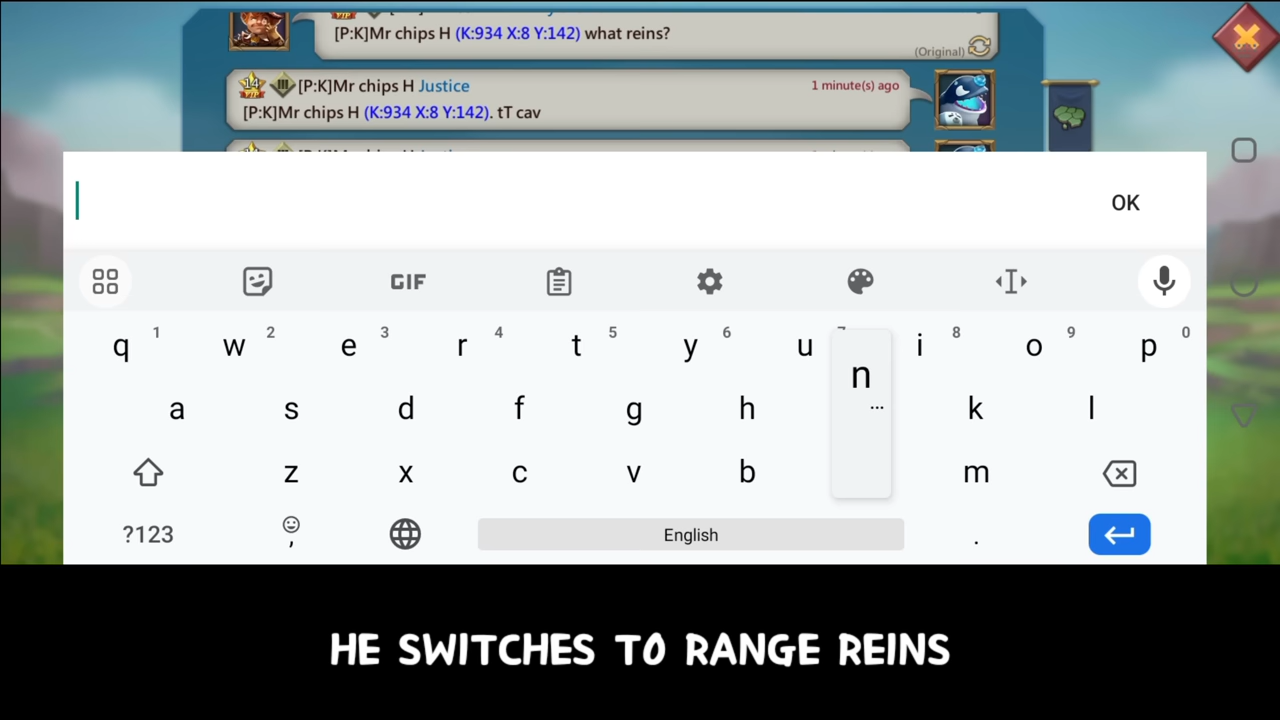 [P:K]Mr chips H (K:934 X:8 Y:142) what reins?
(Original)
14 VIP III [P:K]Mr chips H Justice 1 minute(s) ago
[P:K]Mr chips H (K:934 X:8 Y:142). tT cav
OK
GIF
q 1 w 2 e 3 r 4 t 5 y 6 u i 8 o 9 p 0
n
...
a s d f g h k l
z x c v b m
?123 , English .
HE SWITCHES TO RANGE REINS